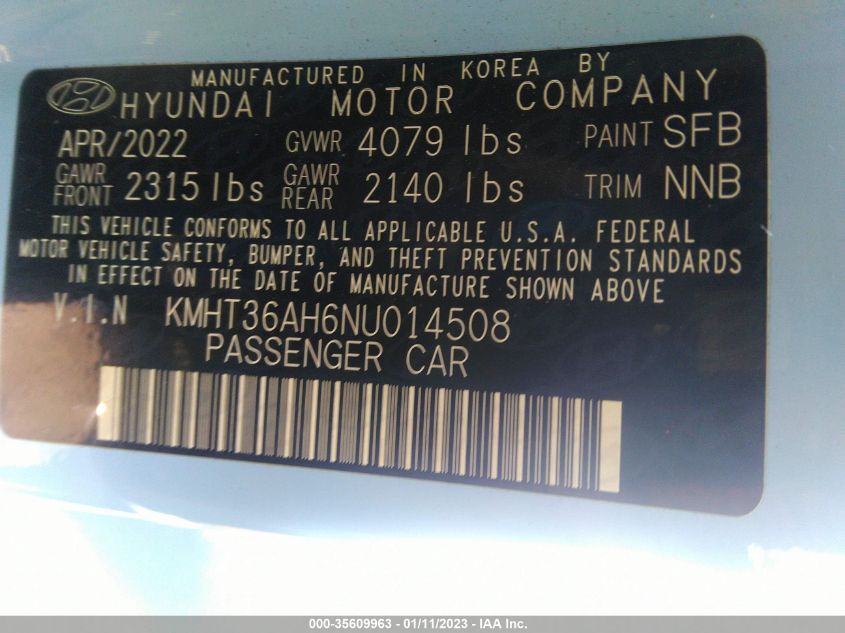 MANUFACTURED IN KOREA BY
HYUNDAI MOTOR COMPANY
APR/2022 GVWR 4079 lbs PAINT SFB
GAWR FRONT 2315 lbs GAWR REAR 2140 lbs TRIM NNB
THIS VEHICLE CONFORMS TO ALL APPLICABLE U.S.A. FEDERAL
MOTOR VEHICLE SAFETY, BUMPER, AND THEFT PREVENTION STANDARDS
IN EFFECT ON THE DATE OF MANUFACTURE SHOWN ABOVE
V.I.N KMHT36AH6NU014508
PASSENGER CAR
000-35609963 - 01/11/2023 - IAA Inc.